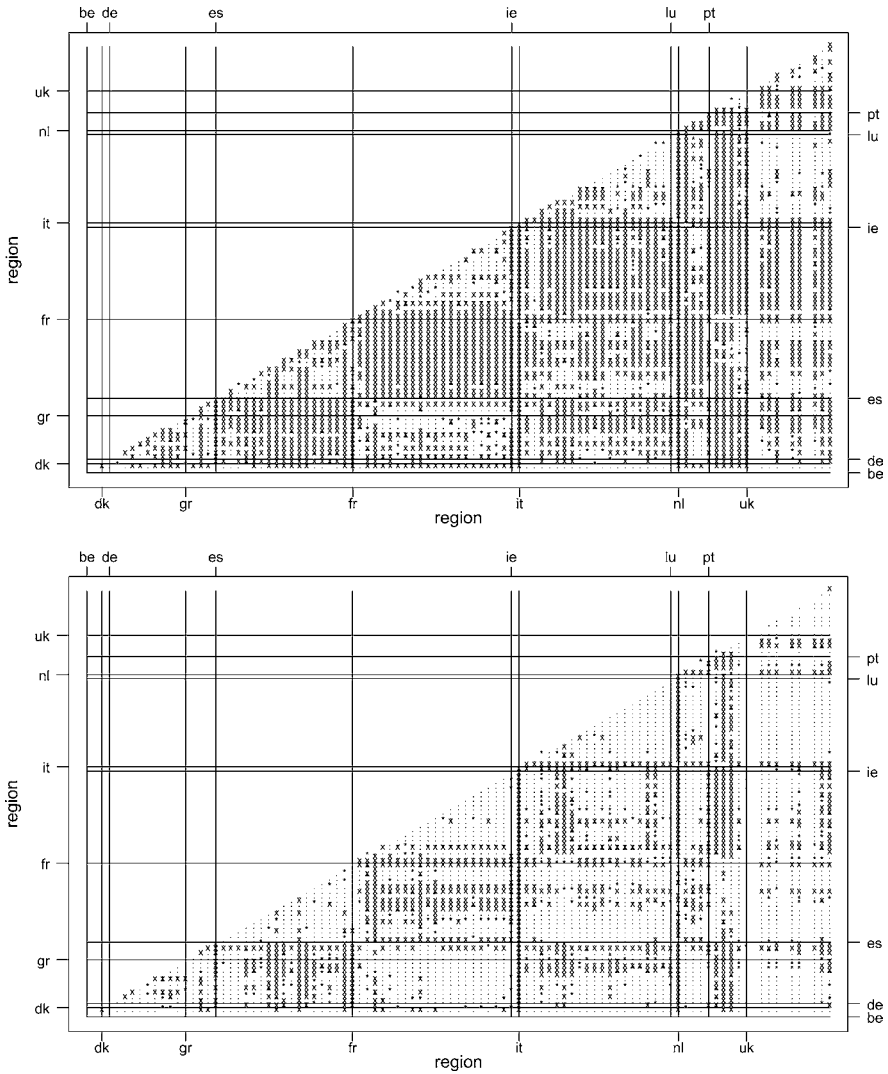 be de es ie lu pt
uk
pt
nl
lu
it
ie
region
fr
es
gr
de
dk
be
dk gr fr it nl uk
region
be de es ie lu pt
uk
pt
nl
lu
it
ie
region
fr
es
gr
de
dk
be
dk gr fr it nl uk
region